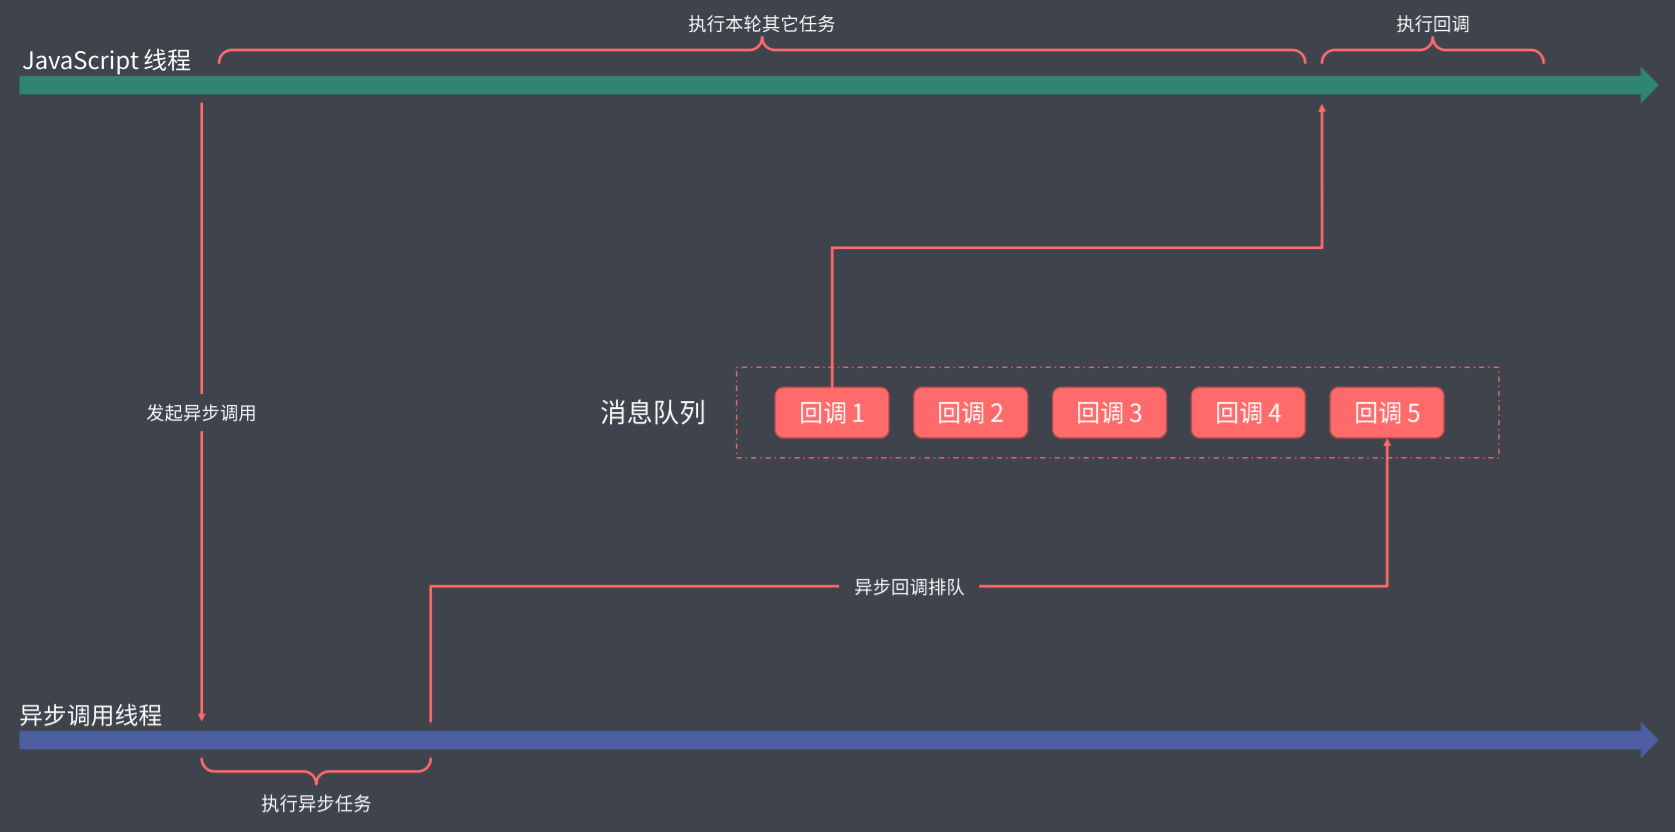 执行本轮其它任务
执行回调
JavaScript 线程
发起异步调用
消息队列
回调 1
回调 2
回调 3
回调 4
回调 5
异步回调排队
异步调用线程
执行异步任务